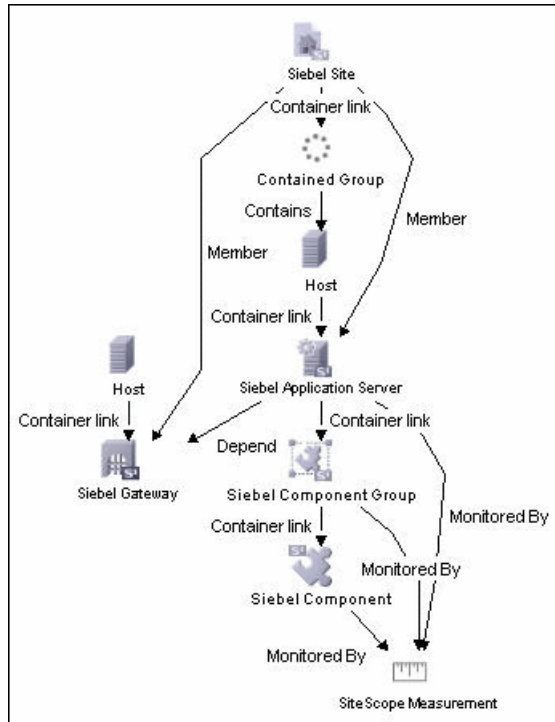 Siebel Site
Container link
Contained Group
Contains
Member
Member
Host
Container link
Host
Siebel Application Server
Container link
Container link
Depend
Siebel Gateway
Siebel Component Group
Container link
Monitored By
Monitored By
Siebel Component
Monitored By
SiteScope Measurement